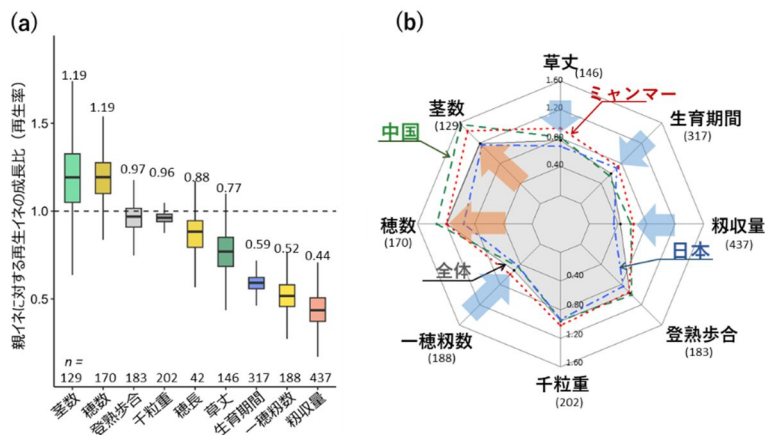 (a)
親イネに対する再生イネの成長比（再生率）
1.5
1.0
0.5
1.19
1.19
0.97
0.96
0.88
0.77
0.59
0.52
0.44
n =
129 170 183 202 42 146 317 188 437
茎数 穂数 登熟歩合 千粒重 穂長 草丈 生育期間 一穂籾数 籾収量
(b)
草丈
(146)
1.60
1.20
0.80
0.40
ミャンマー
生育期間
(317)
籾収量
(437)
日本
登熟歩合
(183)
0.40
0.80
1.20
1.60
千粒重
(202)
一穂籾数
(188)
全体
穂数
(170)
中国
茎数
(129)